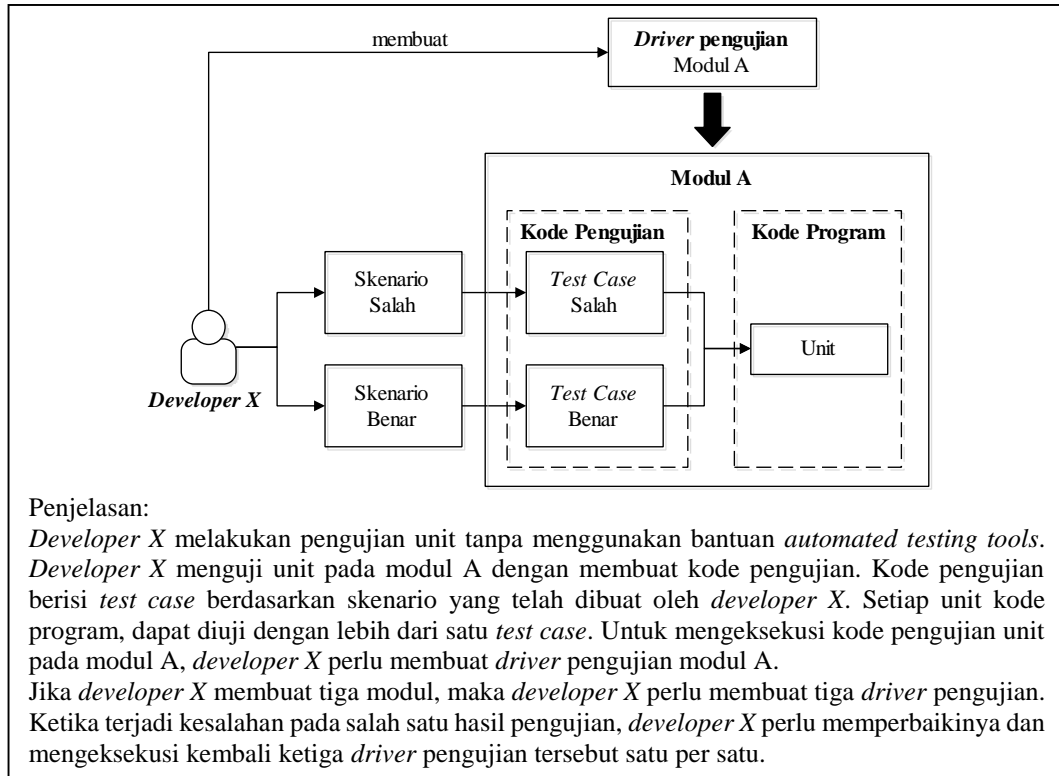 membuat
Driver pengujian
Modul A
Modul A
Kode Pengujian
Kode Program
Skenario
Salah
Test Case
Salah
Unit
Developer X
Skenario
Benar
Test Case
Benar
Penjelasan:
Developer X melakukan pengujian unit tanpa menggunakan bantuan automated testing tools.
Developer X menguji unit pada modul A dengan membuat kode pengujian. Kode pengujian
berisi test case berdasarkan skenario yang telah dibuat oleh developer X. Setiap unit kode
program, dapat diuji dengan lebih dari satu test case. Untuk mengeksekusi kode pengujian unit
pada modul A, developer X perlu membuat driver pengujian modul A.
Jika developer X membuat tiga modul, maka developer X perlu membuat tiga driver pengujian.
Ketika terjadi kesalahan pada salah satu hasil pengujian, developer X perlu memperbaikinya dan
mengeksekusi kembali ketiga driver pengujian tersebut satu per satu.